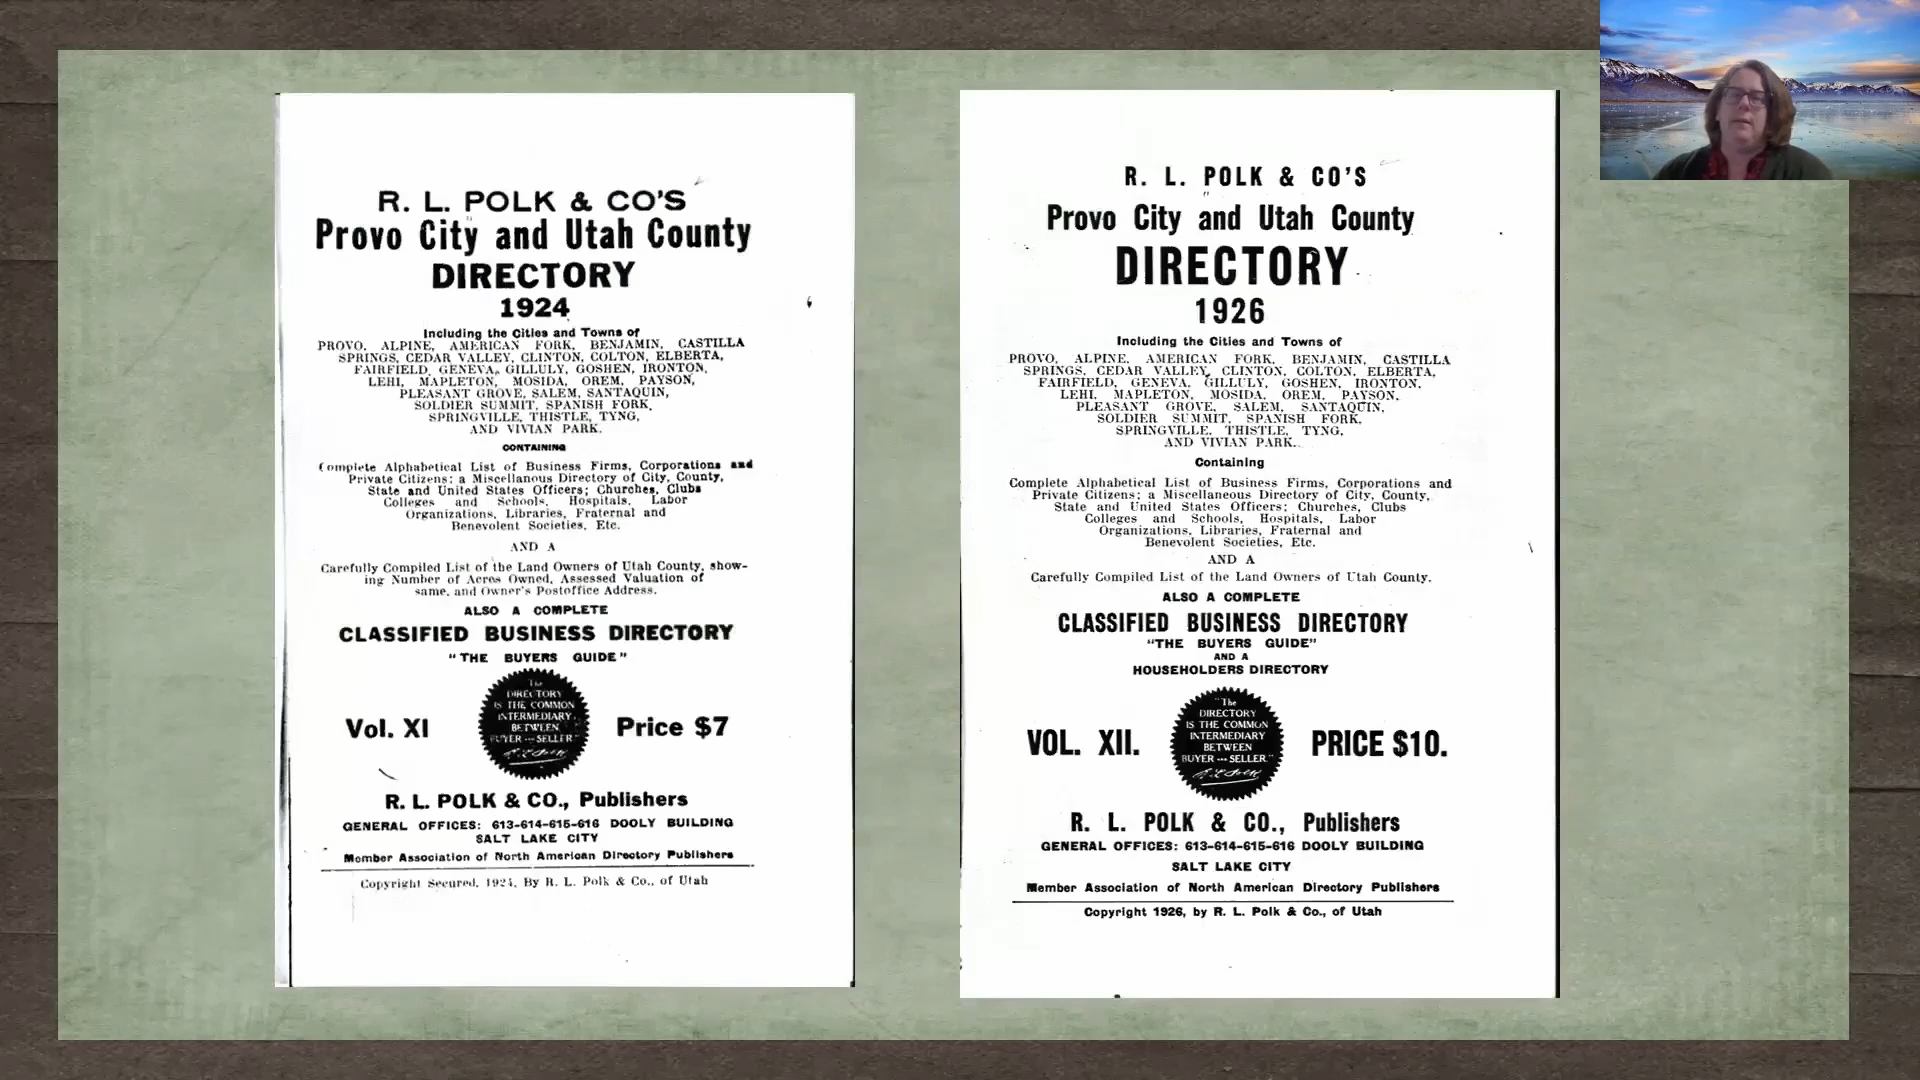 R. L. POLK & CO'S
Provo City and Utah County
DIRECTORY
1924
Including the Cities and Towns of
PROVO, ALPINE, AMERICAN FORK, BENJAMIN, CASTILLA
SPRINGS, CEDAR VALLEY, CLINTON, COLTON, ELBERTA,
FAIRFIELD, GENEVA, GILLULY, GOSHEN, IRONTON,
LEHI, MAPLETON, MOSIDA, OREM, PAYSON,
PLEASANT GROVE, SALEM, SANTAQUIN,
SOLDIER SUMMIT, SPANISH FORK,
SPRINGVILLE, THISTLE, TYNG,
AND VIVIAN PARK.
CONTAINING
Complete Alphabetical List of Business Firms, Corporations and
Private Citizens; a Miscellanous Directory of City, County,
State and United States Officers; Churches, Clubs
Colleges and Schools, Hospitals, Labor
Organizations, Libraries, Fraternal and
Benevolent Societies, Etc.
AND A
Carefully Compiled List of the Land Owners of Utah County, show-
ing Number of Acres Owned, Assessed Valuation of
same, and Owner's Postoffice Address.
ALSO A COMPLETE
CLASSIFIED BUSINESS DIRECTORY
"THE BUYERS GUIDE"
Vol. XI
The
DIRECTORY
IS THE COMMON
INTERMEDIARY
BETWEEN
BUYER --- SELLER"
R. L. Polk
Price $7
R. L. POLK & CO., Publishers
GENERAL OFFICES: 613-614-615-616 DOOLY BUILDING
SALT LAKE CITY
Member Association of North American Directory Publishers
Copyright Secured, 1924, By R. L. Polk & Co., of Utah
R. L. POLK & CO'S
Provo City and Utah County
DIRECTORY
1926
Including the Cities and Towns of
PROVO, ALPINE, AMERICAN FORK, BENJAMIN, CASTILLA
SPRINGS, CEDAR VALLEY, CLINTON, COLTON, ELBERTA,
FAIRFIELD, GENEVA, GILLULY, GOSHEN, IRONTON,
LEHI, MAPLETON, MOSIDA, OREM, PAYSON,
PLEASANT GROVE, SALEM, SANTAQUIN,
SOLDIER SUMMIT, SPANISH FORK,
SPRINGVILLE, THISTLE, TYNG,
AND VIVIAN PARK.
Containing
Complete Alphabetical List of Business Firms, Corporations and
Private Citizens; a Miscellaneous Directory of City, County,
State and United States Officers; Churches, Clubs
Colleges and Schools, Hospitals, Labor
Organizations, Libraries, Fraternal and
Benevolent Societies, Etc.
AND A
Carefully Compiled List of the Land Owners of Utah County.
ALSO A COMPLETE
CLASSIFIED BUSINESS DIRECTORY
"THE BUYERS GUIDE"
AND A
HOUSEHOLDERS DIRECTORY
VOL. XII.
"The
DIRECTORY
IS THE COMMON
INTERMEDIARY
BETWEEN
BUYER --- SELLER."
R. L. Polk
PRICE $10.
R. L. POLK & CO., Publishers
GENERAL OFFICES: 613-614-615-616 DOOLY BUILDING
SALT LAKE CITY
Member Association of North American Directory Publishers
Copyright 1926, by R. L. Polk & Co., of Utah